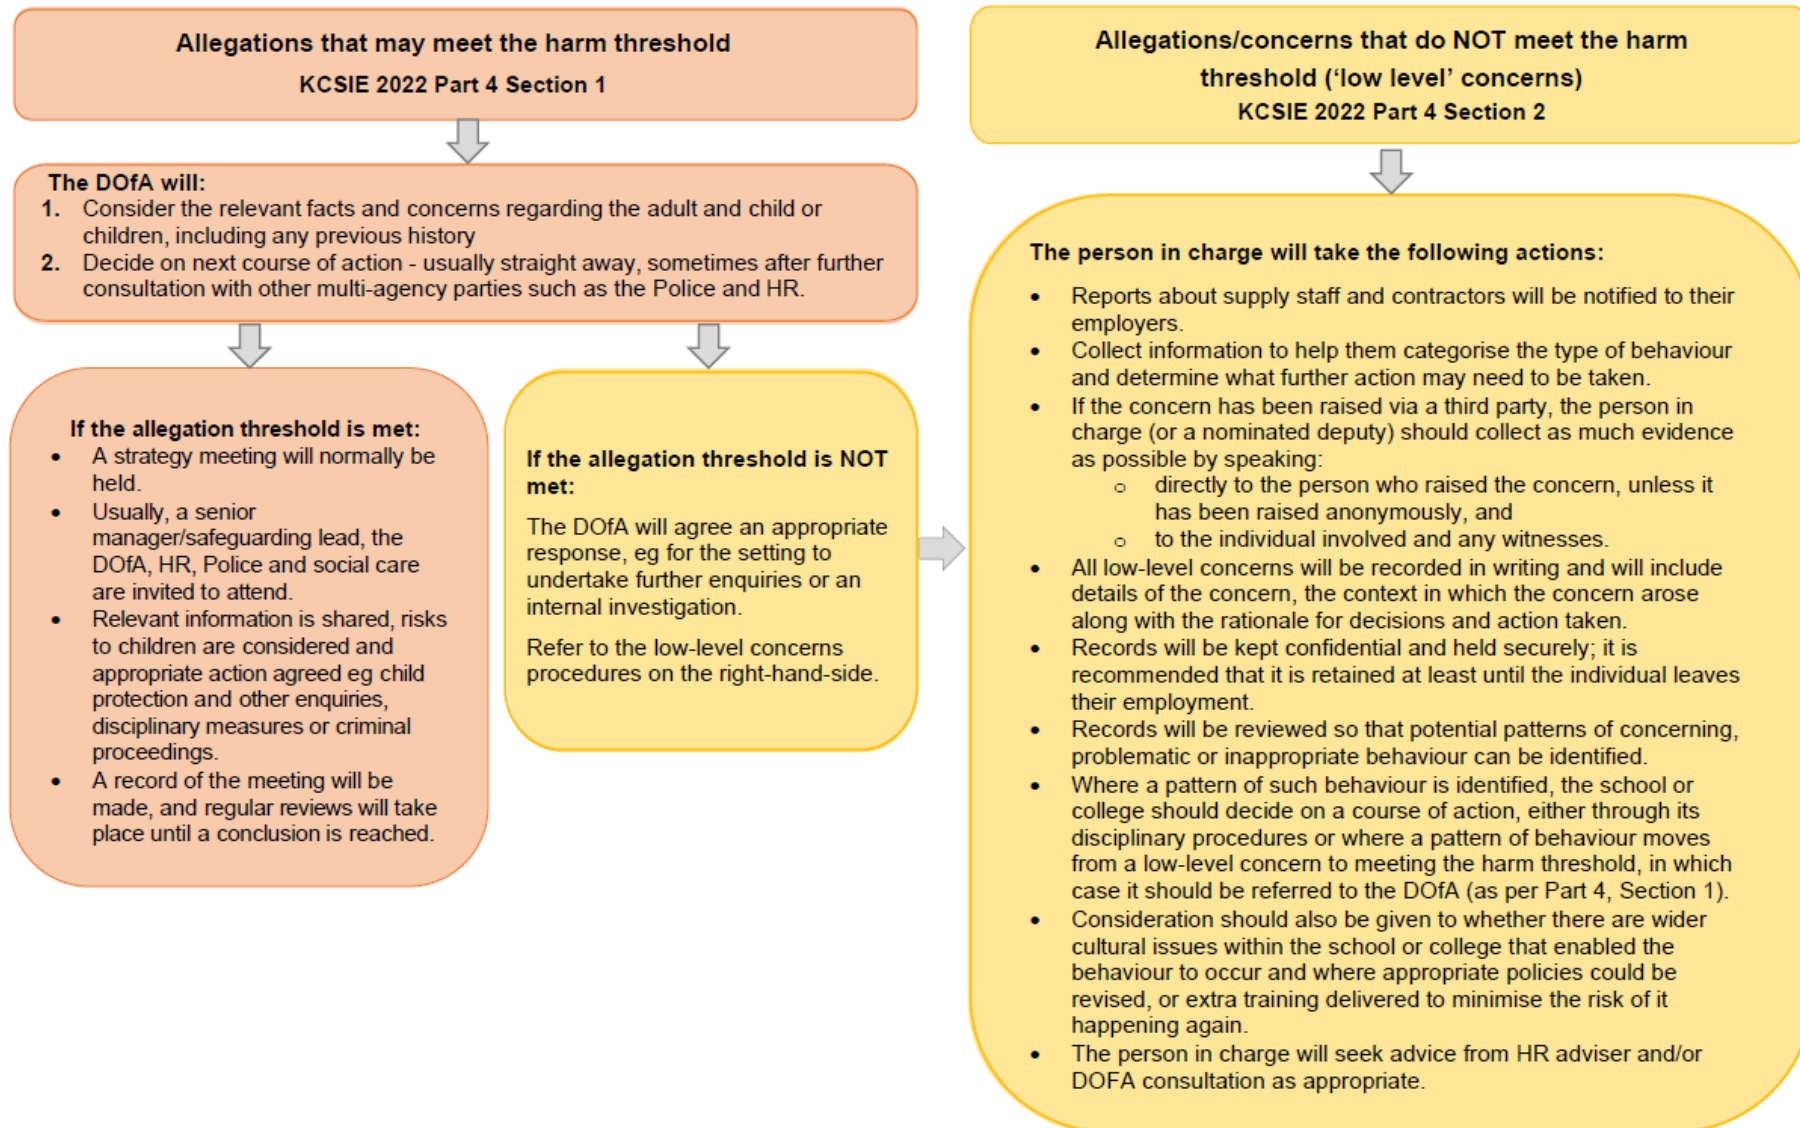 Allegations that may meet the harm threshold
KCSIE 2022 Part 4 Section 1
The DOfA will:
1. Consider the relevant facts and concerns regarding the adult and child or
children, including any previous history
2. Decide on next course of action - usually straight away, sometimes after further
consultation with other multi-agency parties such as the Police and HR.
If the allegation threshold is met:
• A strategy meeting will normally be
held.
• Usually, a senior
manager/safeguarding lead, the
DOfA, HR, Police and social care
are invited to attend.
• Relevant information is shared, risks
to children are considered and
appropriate action agreed eg child
protection and other enquiries,
disciplinary measures or criminal
proceedings.
• A record of the meeting will be
made, and regular reviews will take
place until a conclusion is reached.
If the allegation threshold is NOT
met:
The DOfA will agree an appropriate
response, eg for the setting to
undertake further enquiries or an
internal investigation.
Refer to the low-level concerns
procedures on the right-hand-side.
Allegations/concerns that do NOT meet the harm
threshold (‘low level’ concerns)
KCSIE 2022 Part 4 Section 2
The person in charge will take the following actions:
• Reports about supply staff and contractors will be notified to their
employers.
• Collect information to help them categorise the type of behaviour
and determine what further action may need to be taken.
• If the concern has been raised via a third party, the person in
charge (or a nominated deputy) should collect as much evidence
as possible by speaking:
o directly to the person who raised the concern, unless it
has been raised anonymously, and
o to the individual involved and any witnesses.
• All low-level concerns will be recorded in writing and will include
details of the concern, the context in which the concern arose
along with the rationale for decisions and action taken.
• Records will be kept confidential and held securely; it is
recommended that it is retained at least until the individual leaves
their employment.
• Records will be reviewed so that potential patterns of concerning,
problematic or inappropriate behaviour can be identified.
• Where a pattern of such behaviour is identified, the school or
college should decide on a course of action, either through its
disciplinary procedures or where a pattern of behaviour moves
from a low-level concern to meeting the harm threshold, in which
case it should be referred to the DOfA (as per Part 4, Section 1).
• Consideration should also be given to whether there are wider
cultural issues within the school or college that enabled the
behaviour to occur and where appropriate policies could be
revised, or extra training delivered to minimise the risk of it
happening again.
• The person in charge will seek advice from HR adviser and/or
DOFA consultation as appropriate.